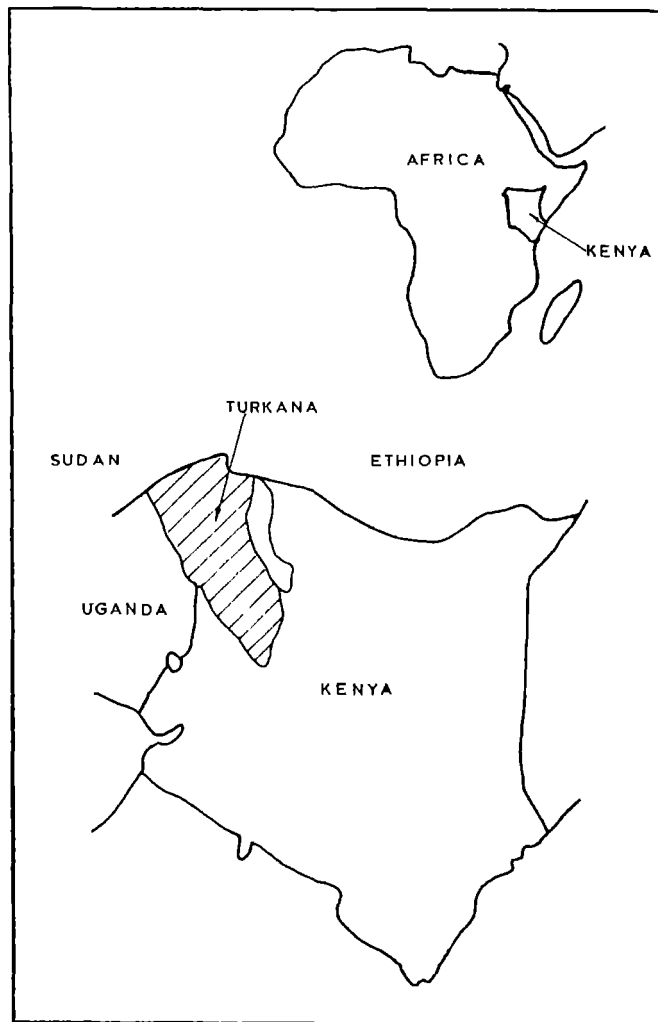 AFRICA
KENYA
TURKANA
SUDAN
ETHIOPIA
UGANDA
KENYA